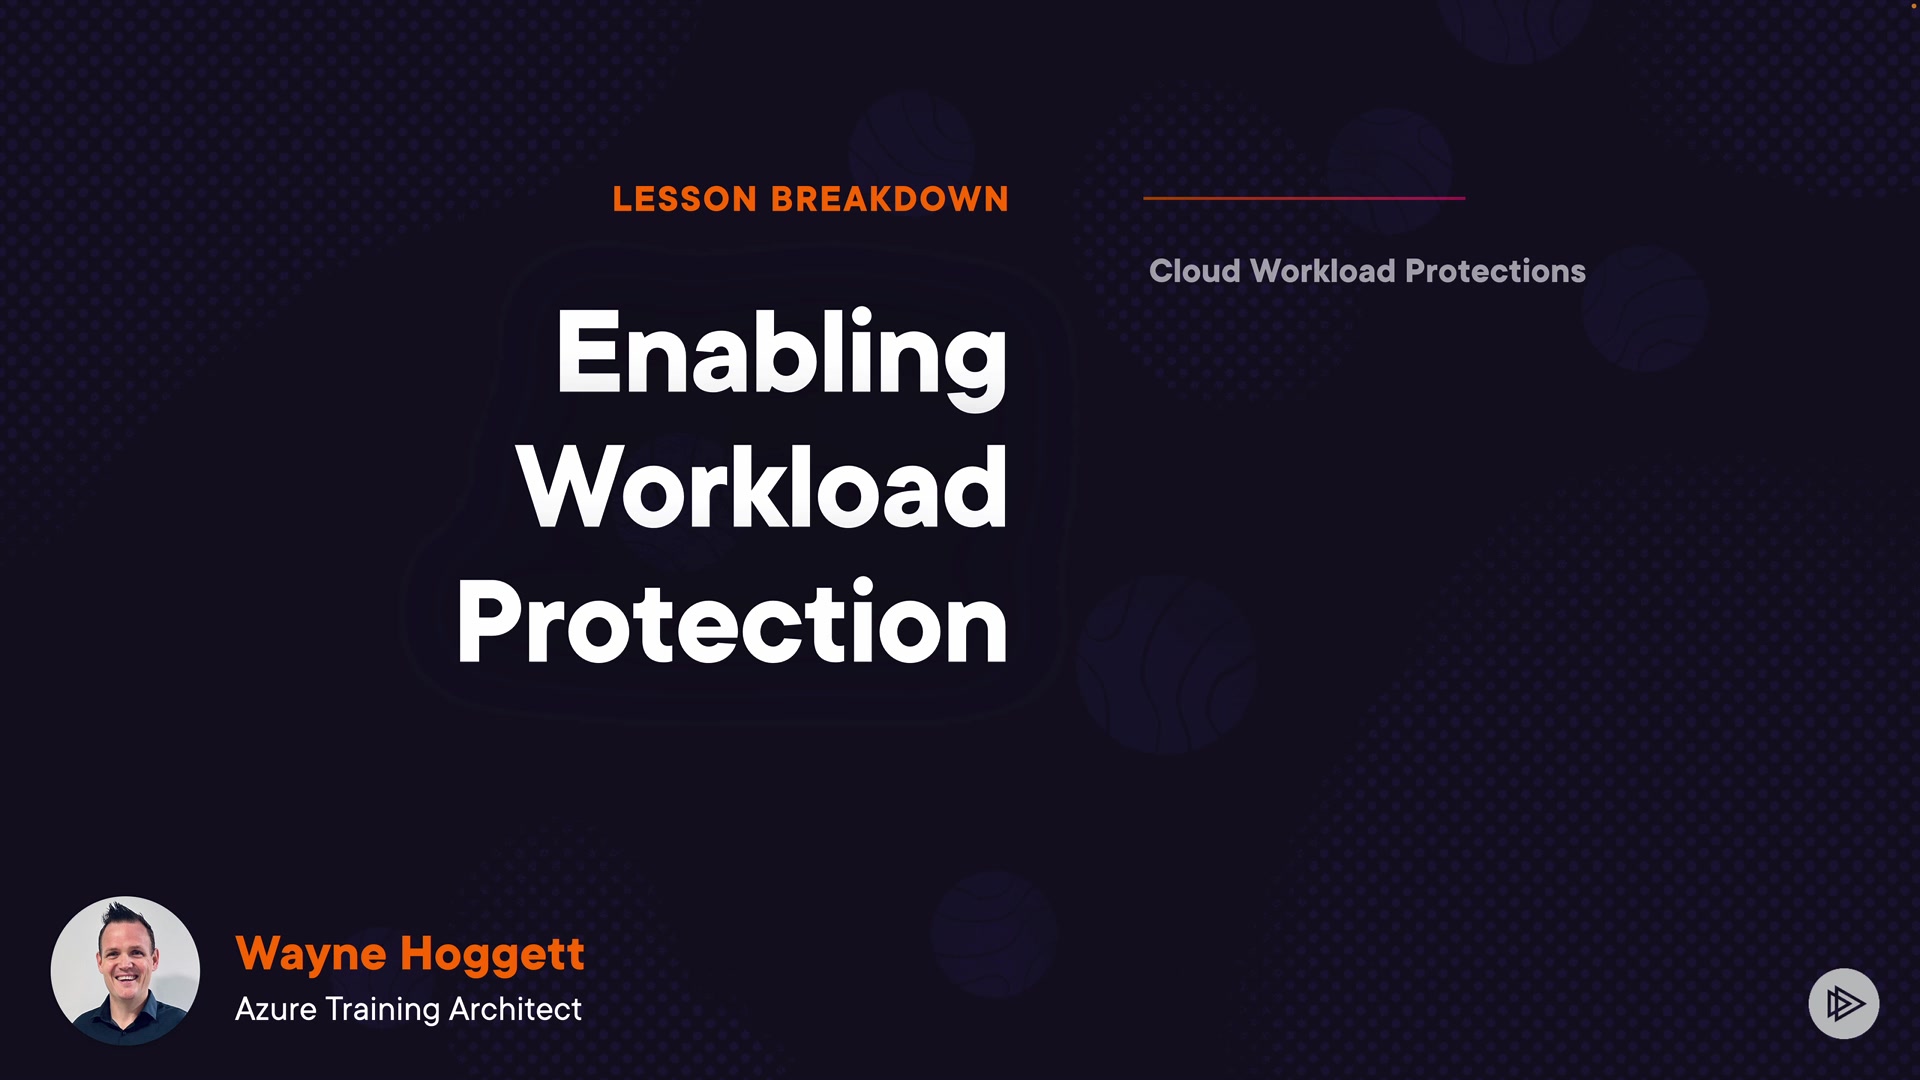 LESSON BREAKDOWN
Enabling
Workload
Protection
Cloud Workload Protections
Wayne Hoggett
Azure Training Architect